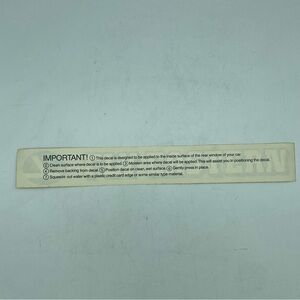 IMPORTANT! ① This decal is designed to be applied to the inside surface of the rear window of your car.
② Clean surface where decal is to be applied. ③ Moisten area where decal will be applied. This will assist you in positioning the decal.
④ Remove backing from decal. ⑤ Position decal on clean, wet surface. ⑥ Gently press in place.
⑦ Squeeze out water with a plastic credit card edge or some similar type material.